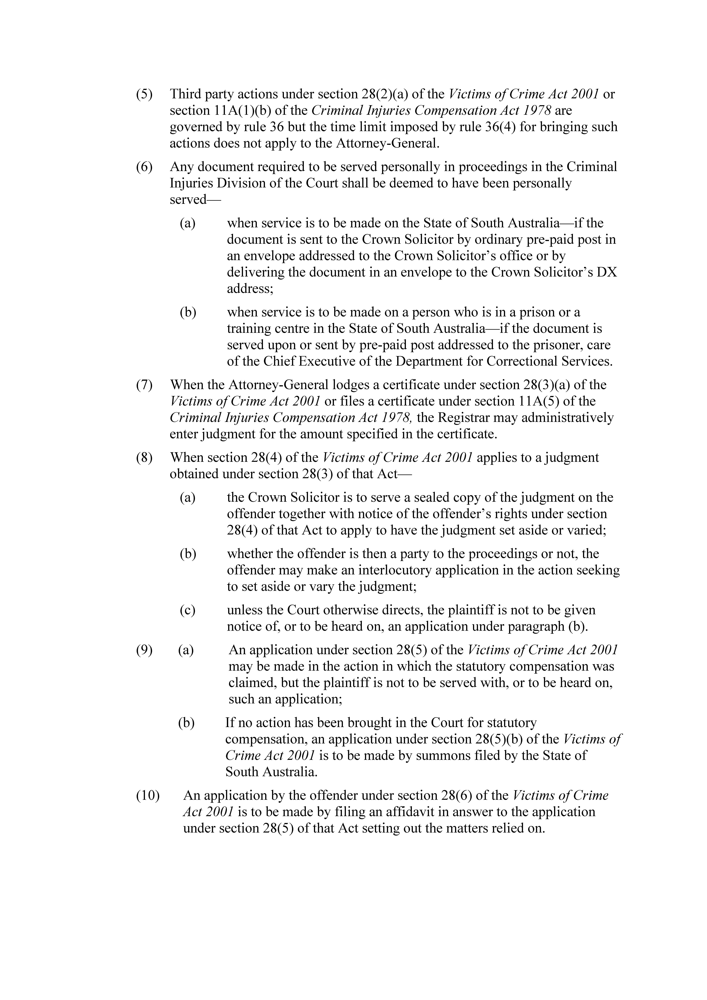 (5) Third party actions under section 28(2)(a) of the Victims of Crime Act 2001 or
section 11A(1)(b) of the Criminal Injuries Compensation Act 1978 are
governed by rule 36 but the time limit imposed by rule 36(4) for bringing such
actions does not apply to the Attorney-General.
(6) Any document required to be served personally in proceedings in the Criminal
Injuries Division of the Court shall be deemed to have been personally
served—
(a) when service is to be made on the State of South Australia—if the
document is sent to the Crown Solicitor by ordinary pre-paid post in
an envelope addressed to the Crown Solicitor’s office or by
delivering the document in an envelope to the Crown Solicitor’s DX
address;
(b) when service is to be made on a person who is in a prison or a
training centre in the State of South Australia—if the document is
served upon or sent by pre-paid post addressed to the prisoner, care
of the Chief Executive of the Department for Correctional Services.
(7) When the Attorney-General lodges a certificate under section 28(3)(a) of the
Victims of Crime Act 2001 or files a certificate under section 11A(5) of the
Criminal Injuries Compensation Act 1978, the Registrar may administratively
enter judgment for the amount specified in the certificate.
(8) When section 28(4) of the Victims of Crime Act 2001 applies to a judgment
obtained under section 28(3) of that Act—
(a) the Crown Solicitor is to serve a sealed copy of the judgment on the
offender together with notice of the offender’s rights under section
28(4) of that Act to apply to have the judgment set aside or varied;
(b) whether the offender is then a party to the proceedings or not, the
offender may make an interlocutory application in the action seeking
to set aside or vary the judgment;
(c) unless the Court otherwise directs, the plaintiff is not to be given
notice of, or to be heard on, an application under paragraph (b).
(9) (a) An application under section 28(5) of the Victims of Crime Act 2001
may be made in the action in which the statutory compensation was
claimed, but the plaintiff is not to be served with, or to be heard on,
such an application;
(b) If no action has been brought in the Court for statutory
compensation, an application under section 28(5)(b) of the Victims of
Crime Act 2001 is to be made by summons filed by the State of
South Australia.
(10) An application by the offender under section 28(6) of the Victims of Crime
Act 2001 is to be made by filing an affidavit in answer to the application
under section 28(5) of that Act setting out the matters relied on.